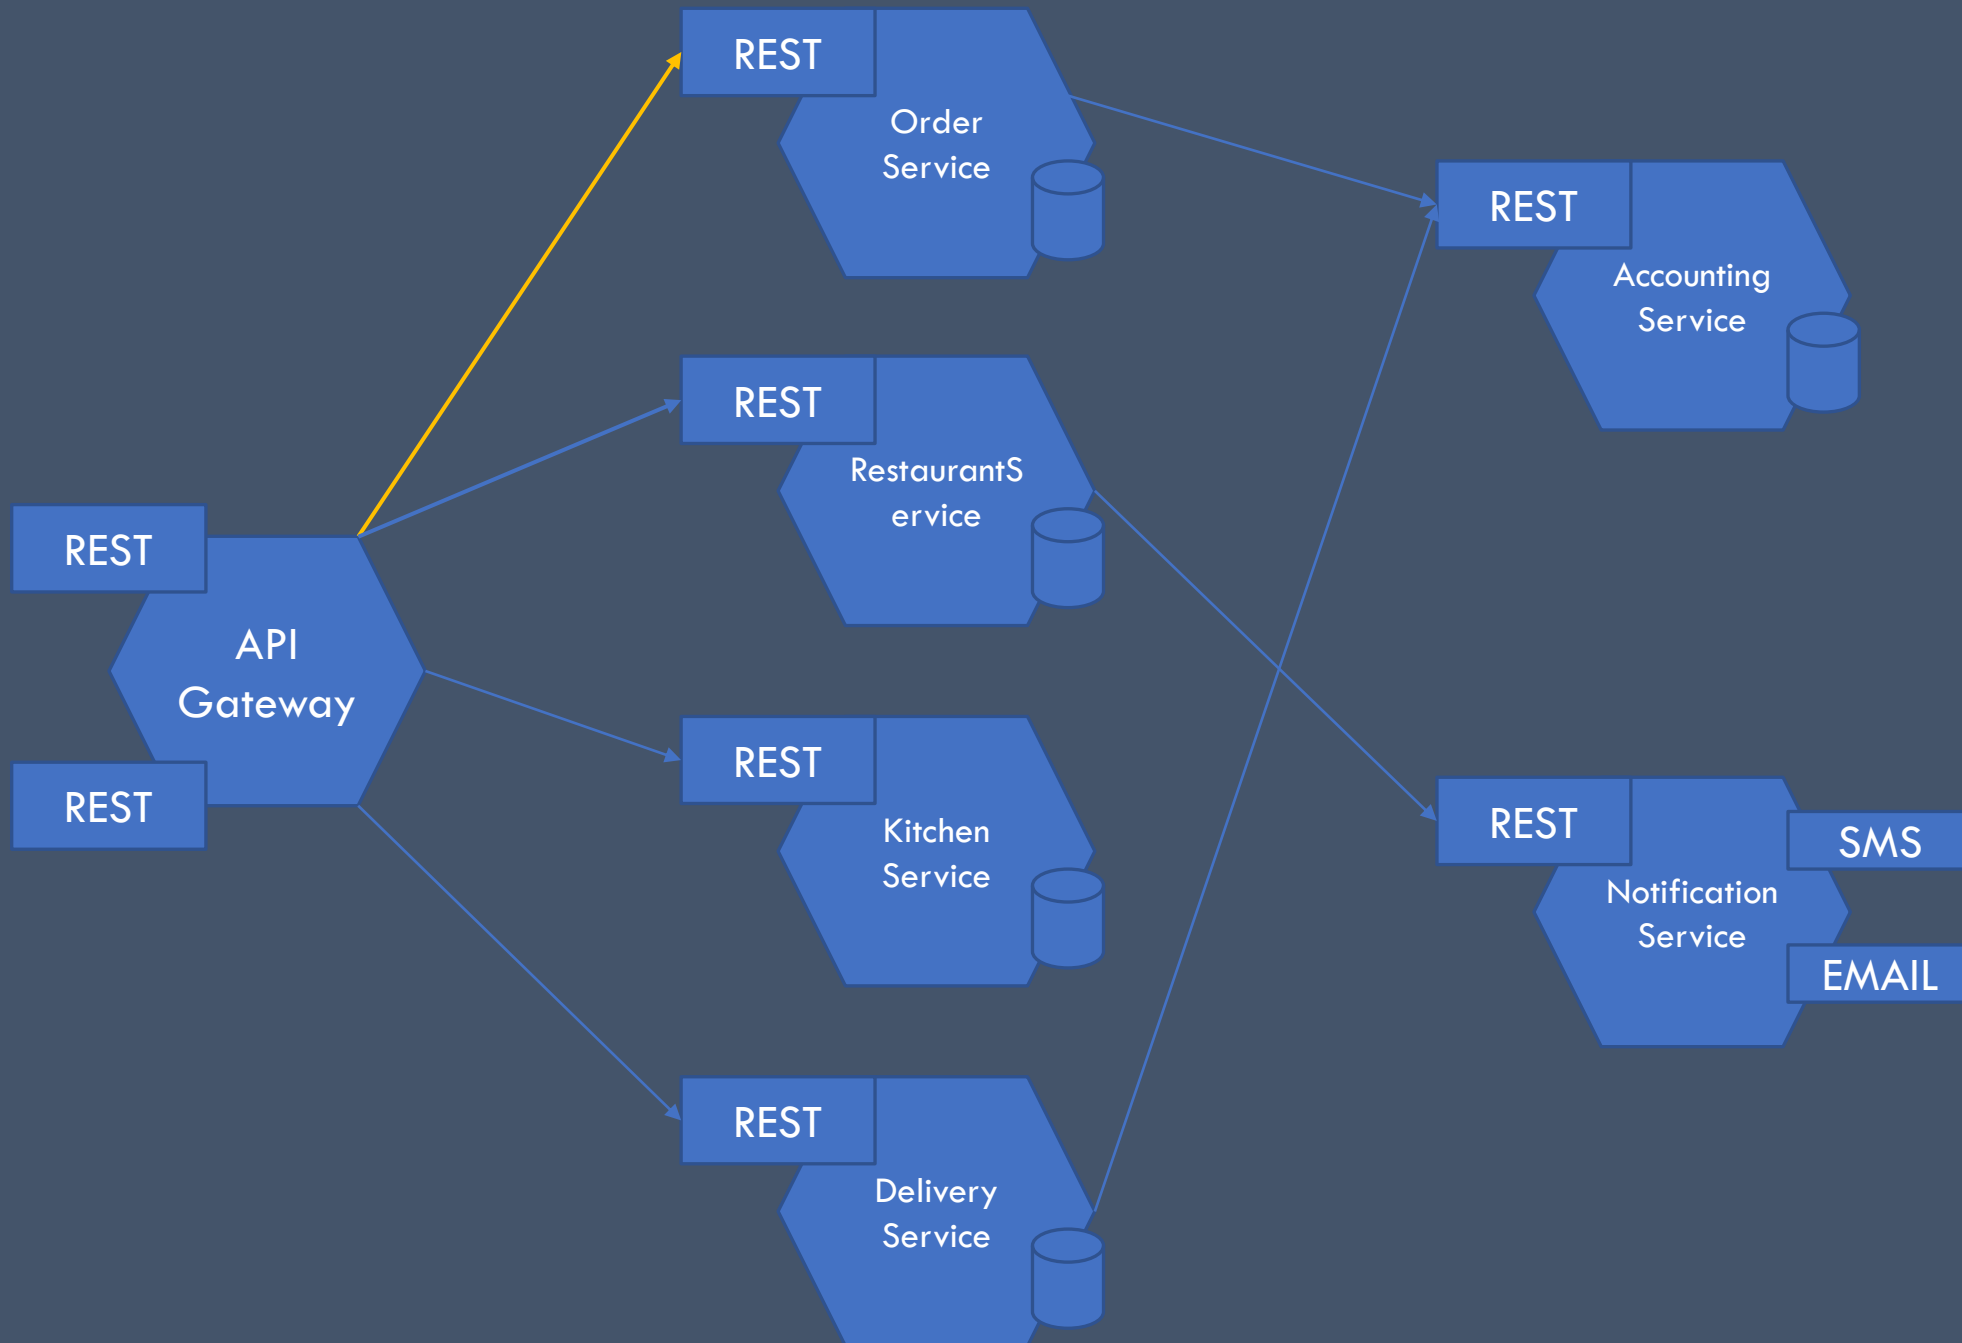 REST
Order
Service
REST
Accounting
Service
REST
RestaurantS
ervice
REST
API
Gateway
REST
REST
Kitchen
Service
REST
SMS
Notification
Service
EMAIL
REST
Delivery
Service